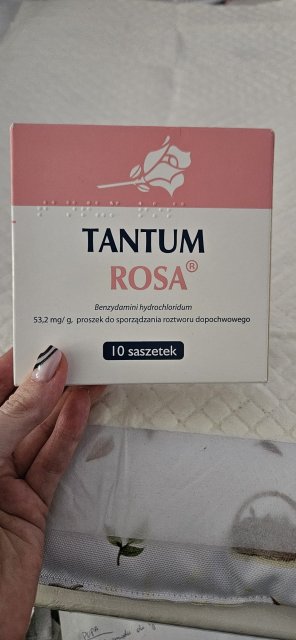 TANTUM
ROSA®
Benzydamini hydrochloridum
53,2 mg/ g, proszek do sporządzania roztworu dopochwowego
10 saszetek